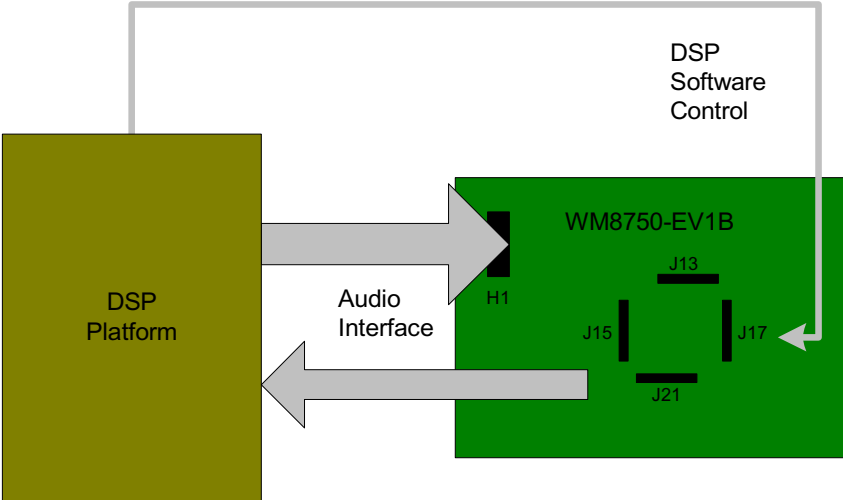 DSP
Software
Control
WM8750-EV1B
J13
H1
DSP
Platform
Audio
Interface
J15
J17
J21